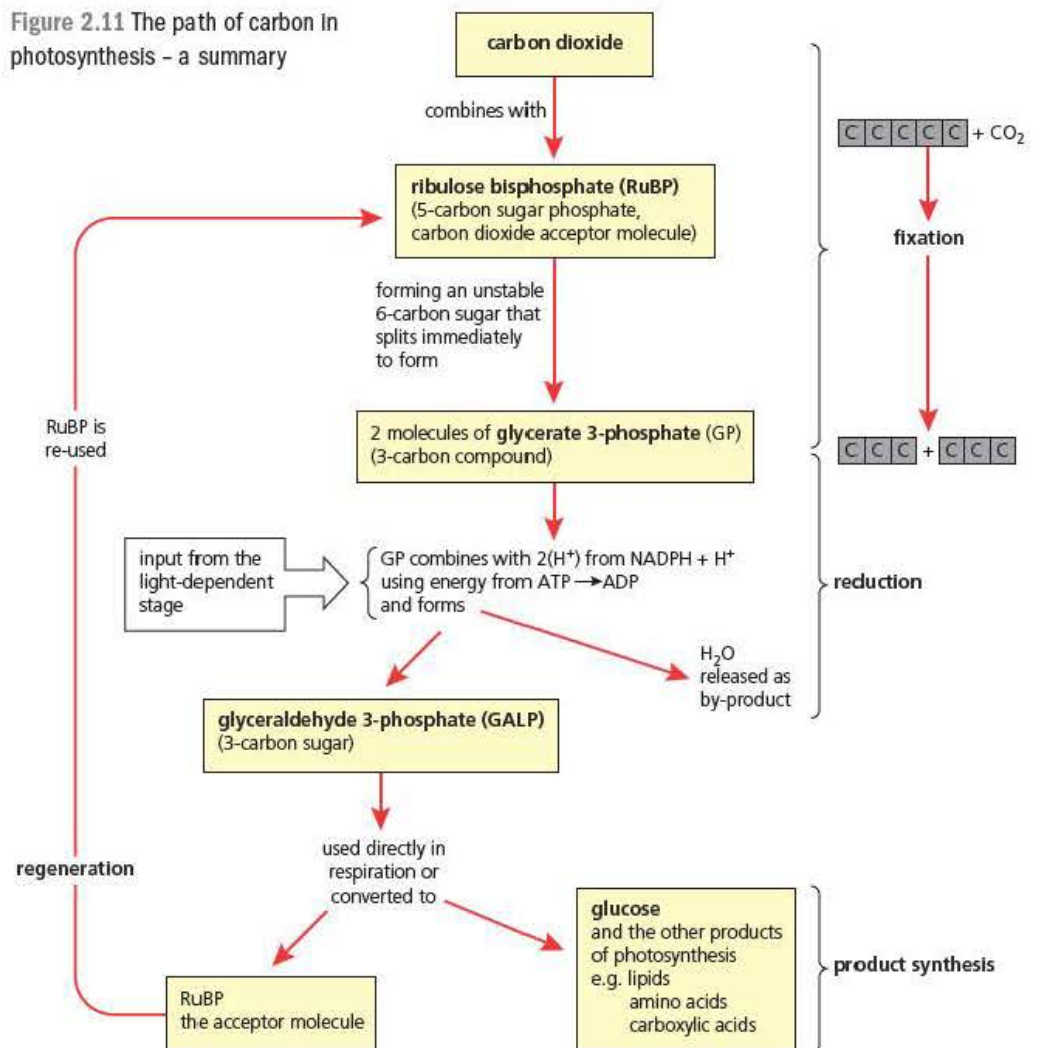 Figure 2.11 The path of carbon in
photosynthesis – a summary
carbon dioxide
combines with
C C C C C + CO₂
ribulose bisphosphate (RuBP)
(5-carbon sugar phosphate,
carbon dioxide acceptor molecule)
fixation
forming an unstable
6-carbon sugar that
splits immediately
to form
RuBP is
re-used
2 molecules of glycerate 3-phosphate (GP)
(3-carbon compound)
C C C + C C C
input from the
light-dependent
stage
GP combines with 2(H⁺) from NADPH + H⁺
using energy from ATP → ADP
and forms
reduction
H₂O
released as
by-product
glyceraldehyde 3-phosphate (GALP)
(3-carbon sugar)
regeneration
used directly in
respiration or
converted to
glucose
and the other products
of photosynthesis
e.g. lipids
amino acids
carboxylic acids
product synthesis
RuBP
the acceptor molecule